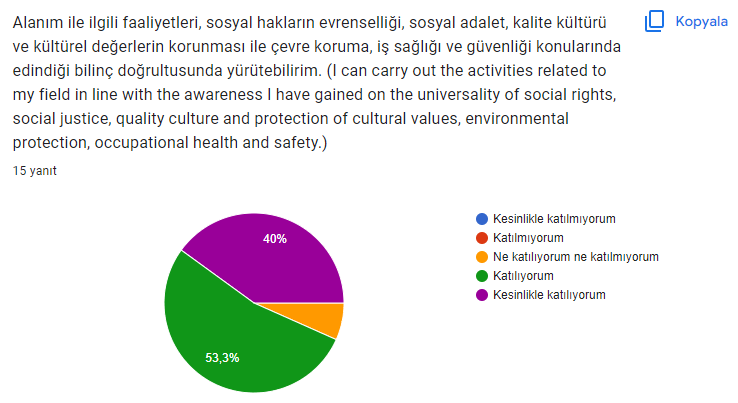 Alanım ile ilgili faaliyetleri, sosyal hakların evrenselliği, sosyal adalet, kalite kültürü
ve kültürel değerlerin korunması ile çevre koruma, iş sağlığı ve güvenliği konularında
edindiği bilinç doğrultusunda yürütebilirim. (I can carry out the activities related to
my field in line with the awareness I have gained on the universality of social rights,
social justice, quality culture and protection of cultural values, environmental
protection, occupational health and safety.)
Kopyala
15 yanıt
40%
53,3%
Kesinlikle katılmıyorum
Katılmıyorum
Ne katılıyorum ne katılmıyorum
Katılıyorum
Kesinlikle katılıyorum